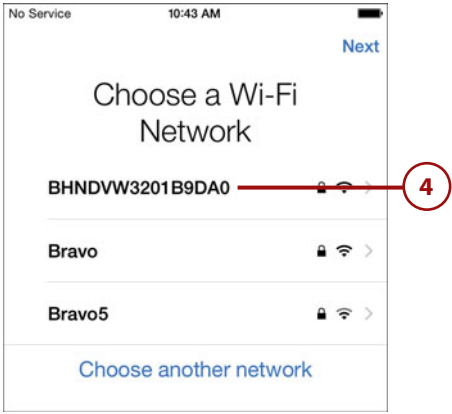 No Service 10:43 AM
Next
Choose a Wi-Fi
Network
BHNDVW3201B9DA0
4
Bravo
Bravo5
Choose another network